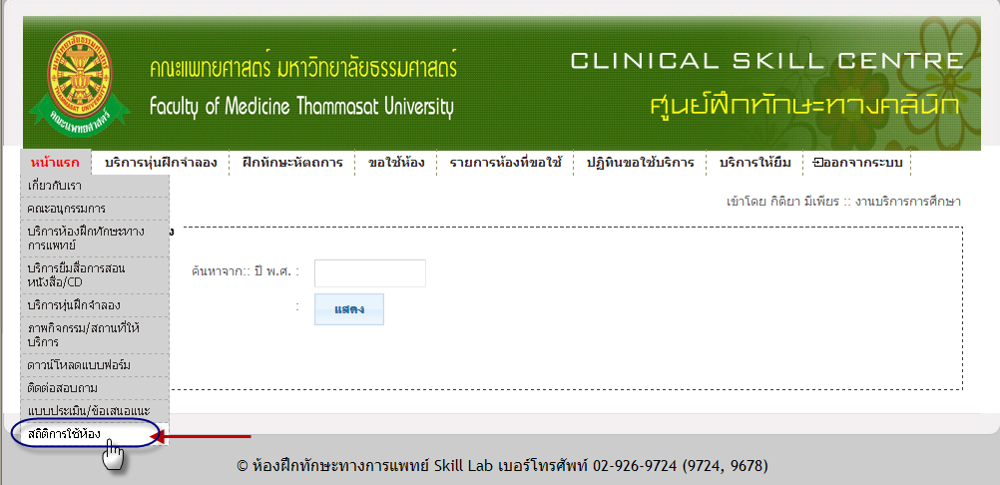 คณะแพทยศาสตร์ มหาวิทยาลัยธรรมศาสตร์
Faculty of Medicine Thammasat University
CLINICAL SKILL CENTRE
ศูนย์ฝึกทักษะทางคลินิก
หน้าแรก บริการหุ่นฝึกจำลอง ฝึกทักษะหัตถการ ขอใช้ห้อง รายการห้องที่ขอใช้ ปฏิทินขอใช้บริการ บริการให้ยืม ออกจากระบบ
เข้าโดย กิติยา มีเพียร :: งานบริการการศึกษา
เกี่ยวกับเรา
คณะอนุกรรมการ
บริการห้องฝึกทักษะทาง
การแพทย์
บริการยืมสื่อการสอน
หนังสือ/CD
บริการหุ่นฝึกจำลอง
ภาพกิจกรรม/สถานที่ให้
บริการ
ดาวน์โหลดแบบฟอร์ม
ติดต่อสอบถาม
แบบประเมิน/ข้อเสนอแนะ
สถิติการใช้ห้อง
ค้นหาจาก:: ปี พ.ศ. :
: แสดง
© ห้องฝึกทักษะทางการแพทย์ Skill Lab เบอร์โทรศัพท์ 02-926-9724 (9724, 9678)